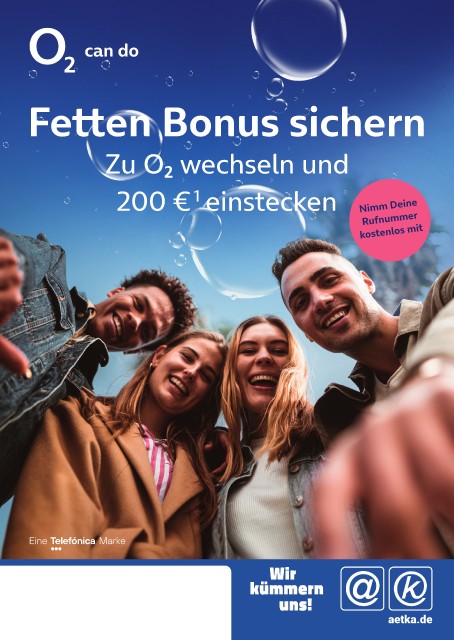 O₂ can do
Fetten Bonus sichern
Zu O₂ wechseln und
200 €¹ einstecken
Nimm Deine
Rufnummer
kostenlos mit
Eine Telefónica Marke
Wir
kümmern
uns!
@ k
aetka.de